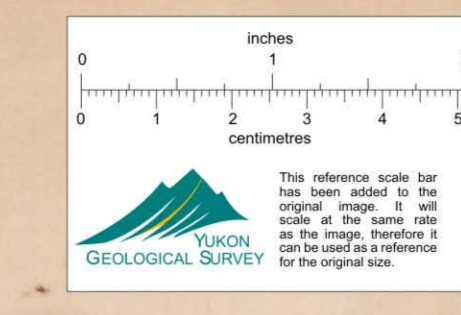 inches
0 1
0 1 2 3 4 5
centimetres
YUKON
GEOLOGICAL SURVEY
This reference scale bar
has been added to the
original image. It will
scale at the same rate
as the image, therefore it
can be used as a reference
for the original size.